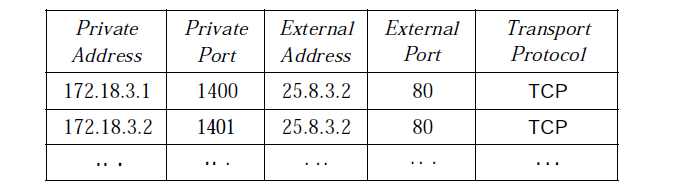 Private Address Private Port External Address External Port Transport Protocol
172.18.3.1 1400 25.8.3.2 80 TCP
172.18.3.2 1401 25.8.3.2 80 TCP
... ... ... ... ...